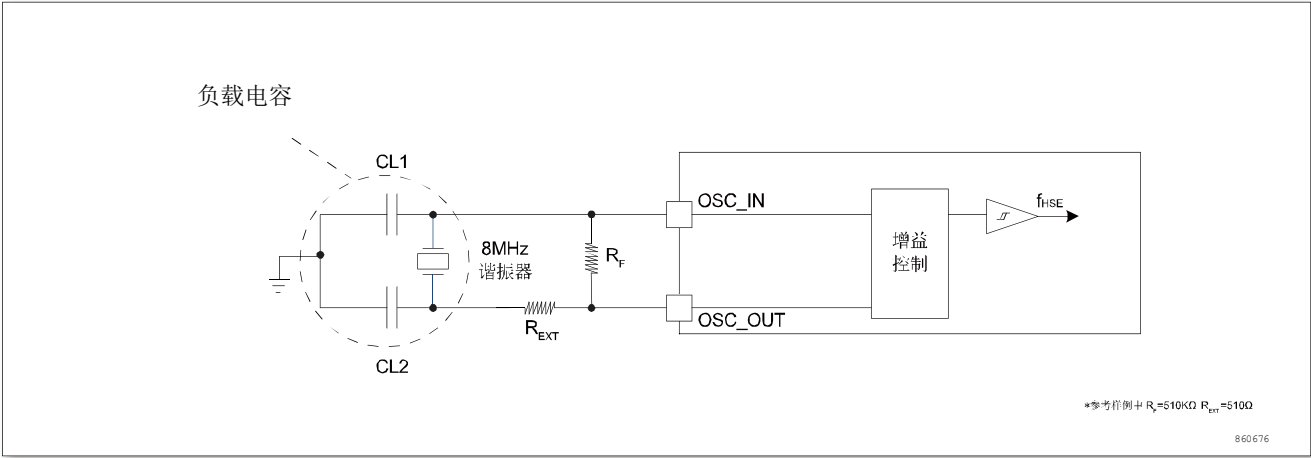 负载电容
CL1
OSC_IN
fHSE
8MHz
谐振器
RF
增益
控制
REXT
OSC_OUT
CL2
*参考样例中 RF=510KΩ REXT=510Ω
860676